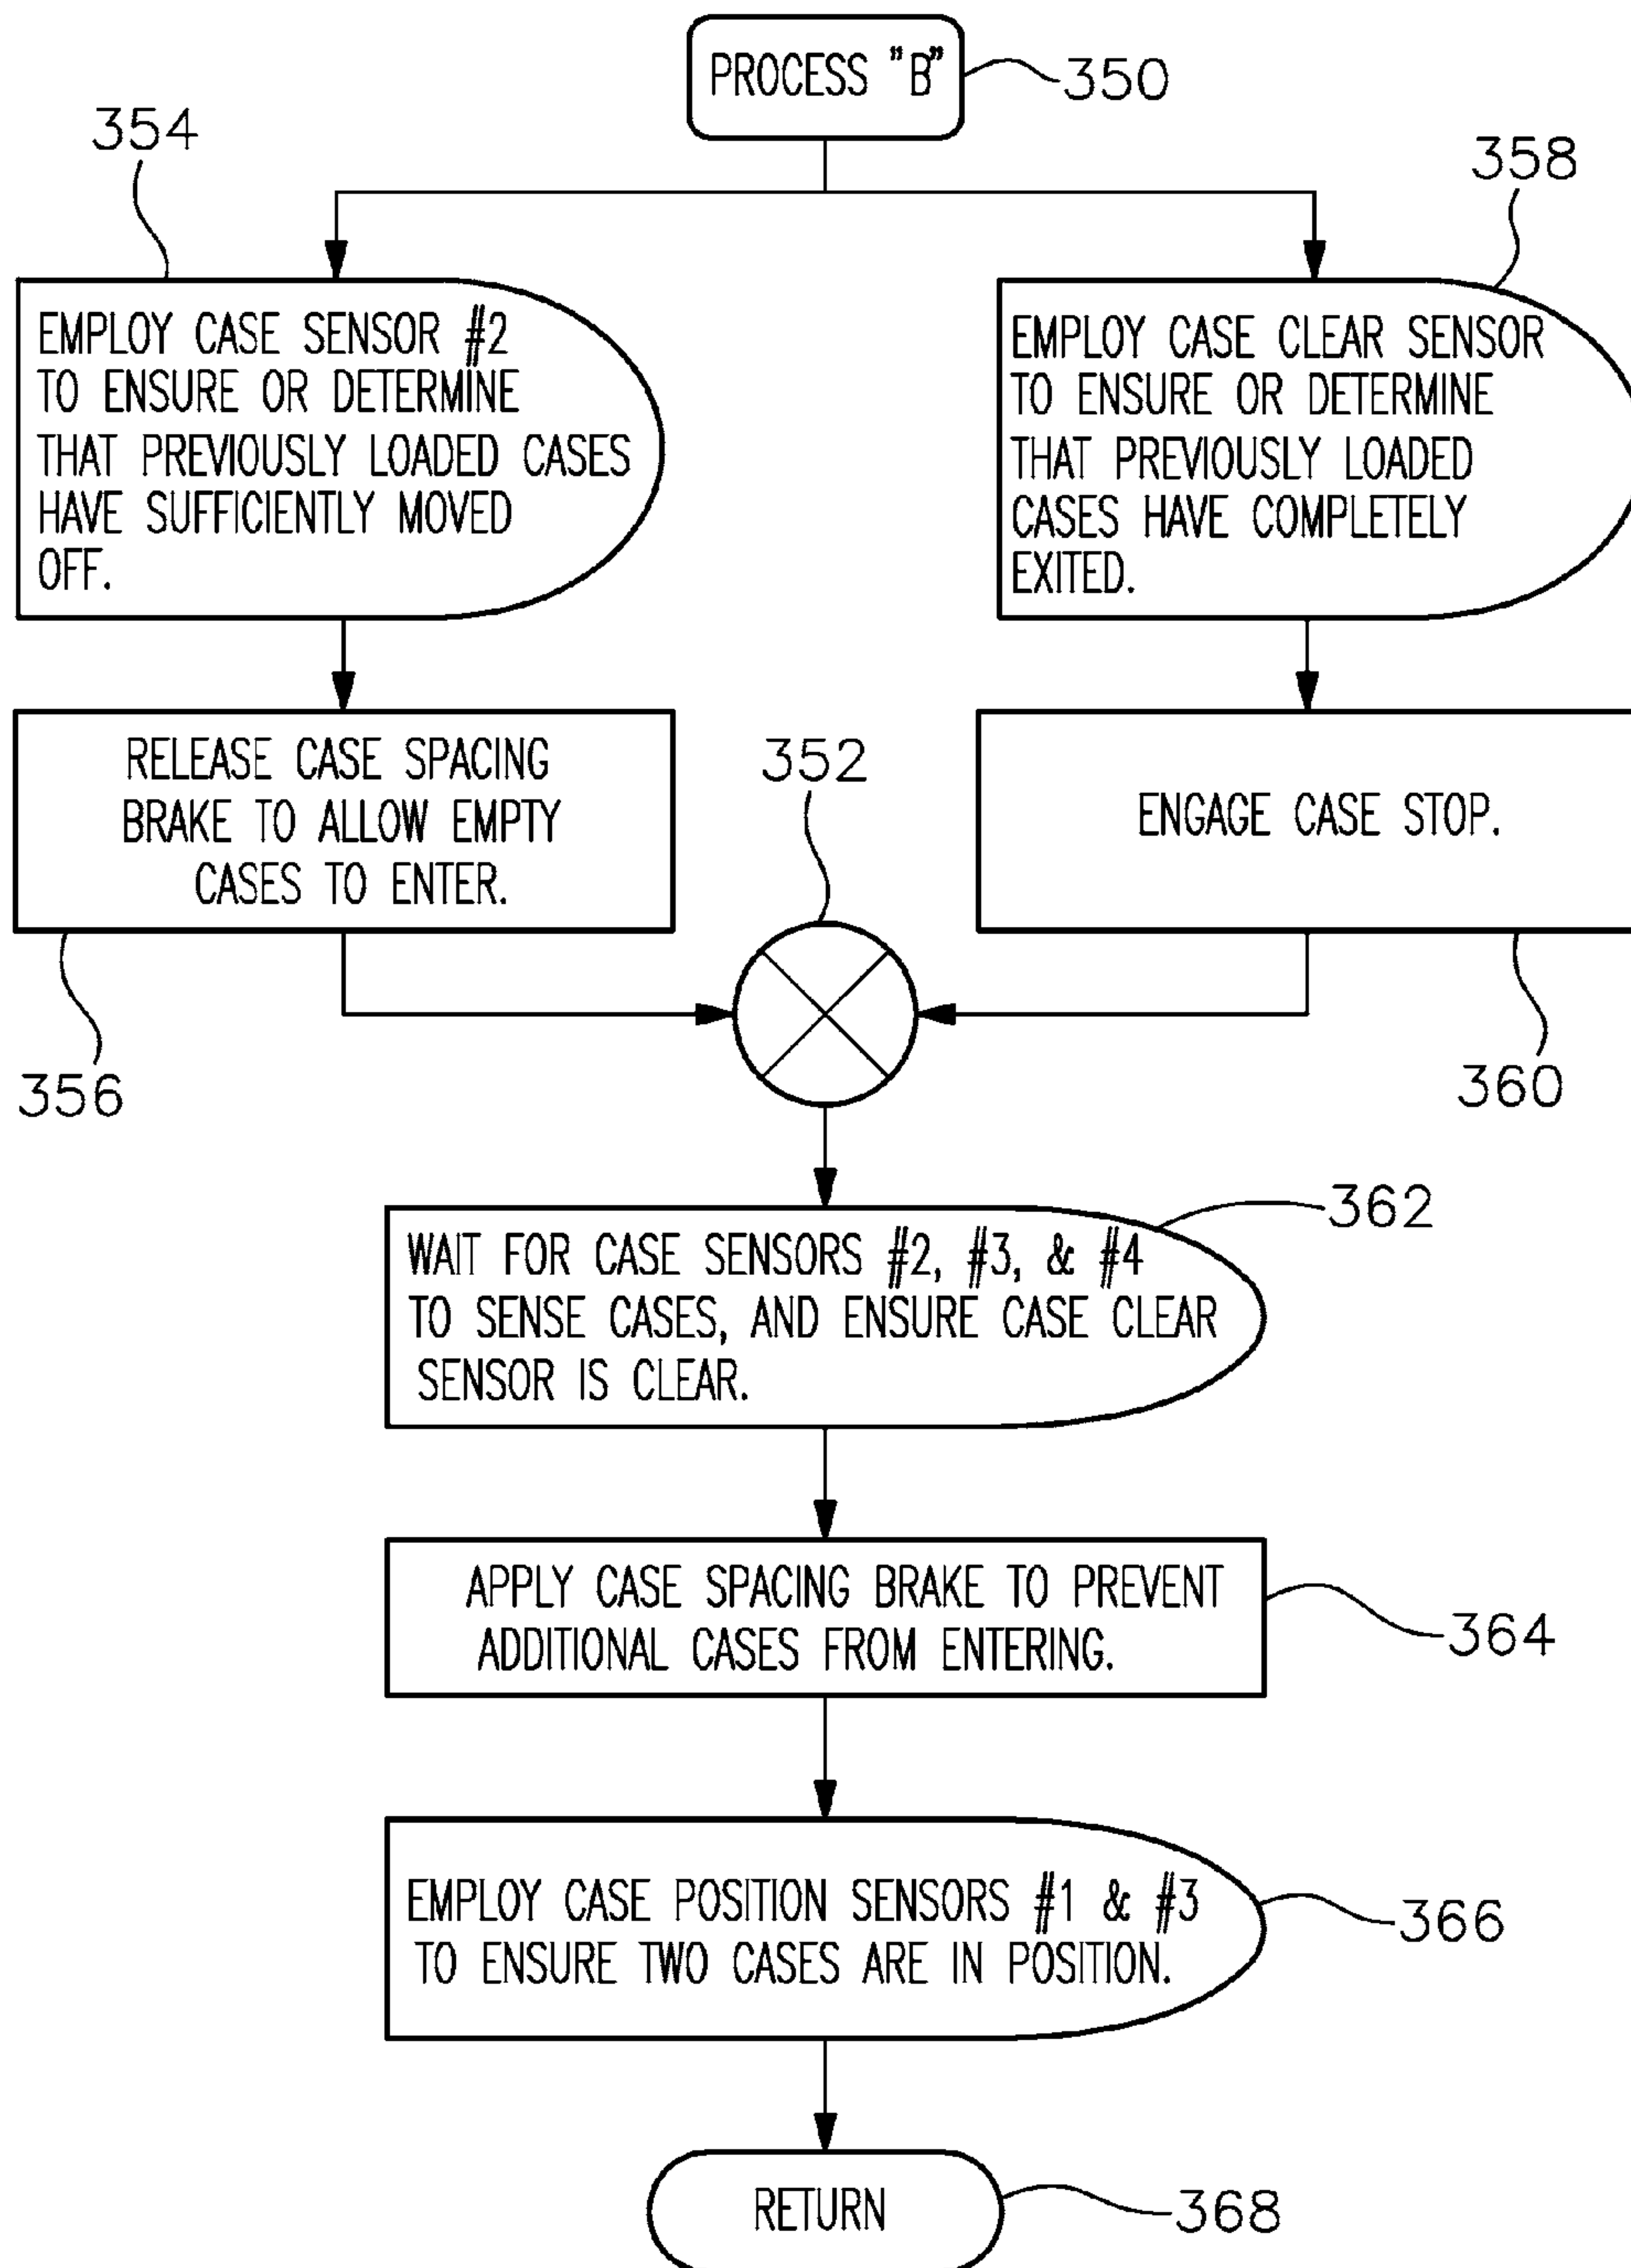 PROCESS "B"
350
354
358
EMPLOY CASE SENSOR #2
TO ENSURE OR DETERMINE
THAT PREVIOUSLY LOADED CASES
HAVE SUFFICIENTLY MOVED
OFF.
EMPLOY CASE CLEAR SENSOR
TO ENSURE OR DETERMINE
THAT PREVIOUSLY LOADED
CASES HAVE COMPLETELY
EXITED.
RELEASE CASE SPACING
BRAKE TO ALLOW EMPTY
CASES TO ENTER.
352
ENGAGE CASE STOP.
356
360
362
WAIT FOR CASE SENSORS #2, #3, & #4
TO SENSE CASES, AND ENSURE CASE CLEAR
SENSOR IS CLEAR.
APPLY CASE SPACING BRAKE TO PREVENT
ADDITIONAL CASES FROM ENTERING.
364
EMPLOY CASE POSITION SENSORS #1 & #3
TO ENSURE TWO CASES ARE IN POSITION.
366
RETURN
368